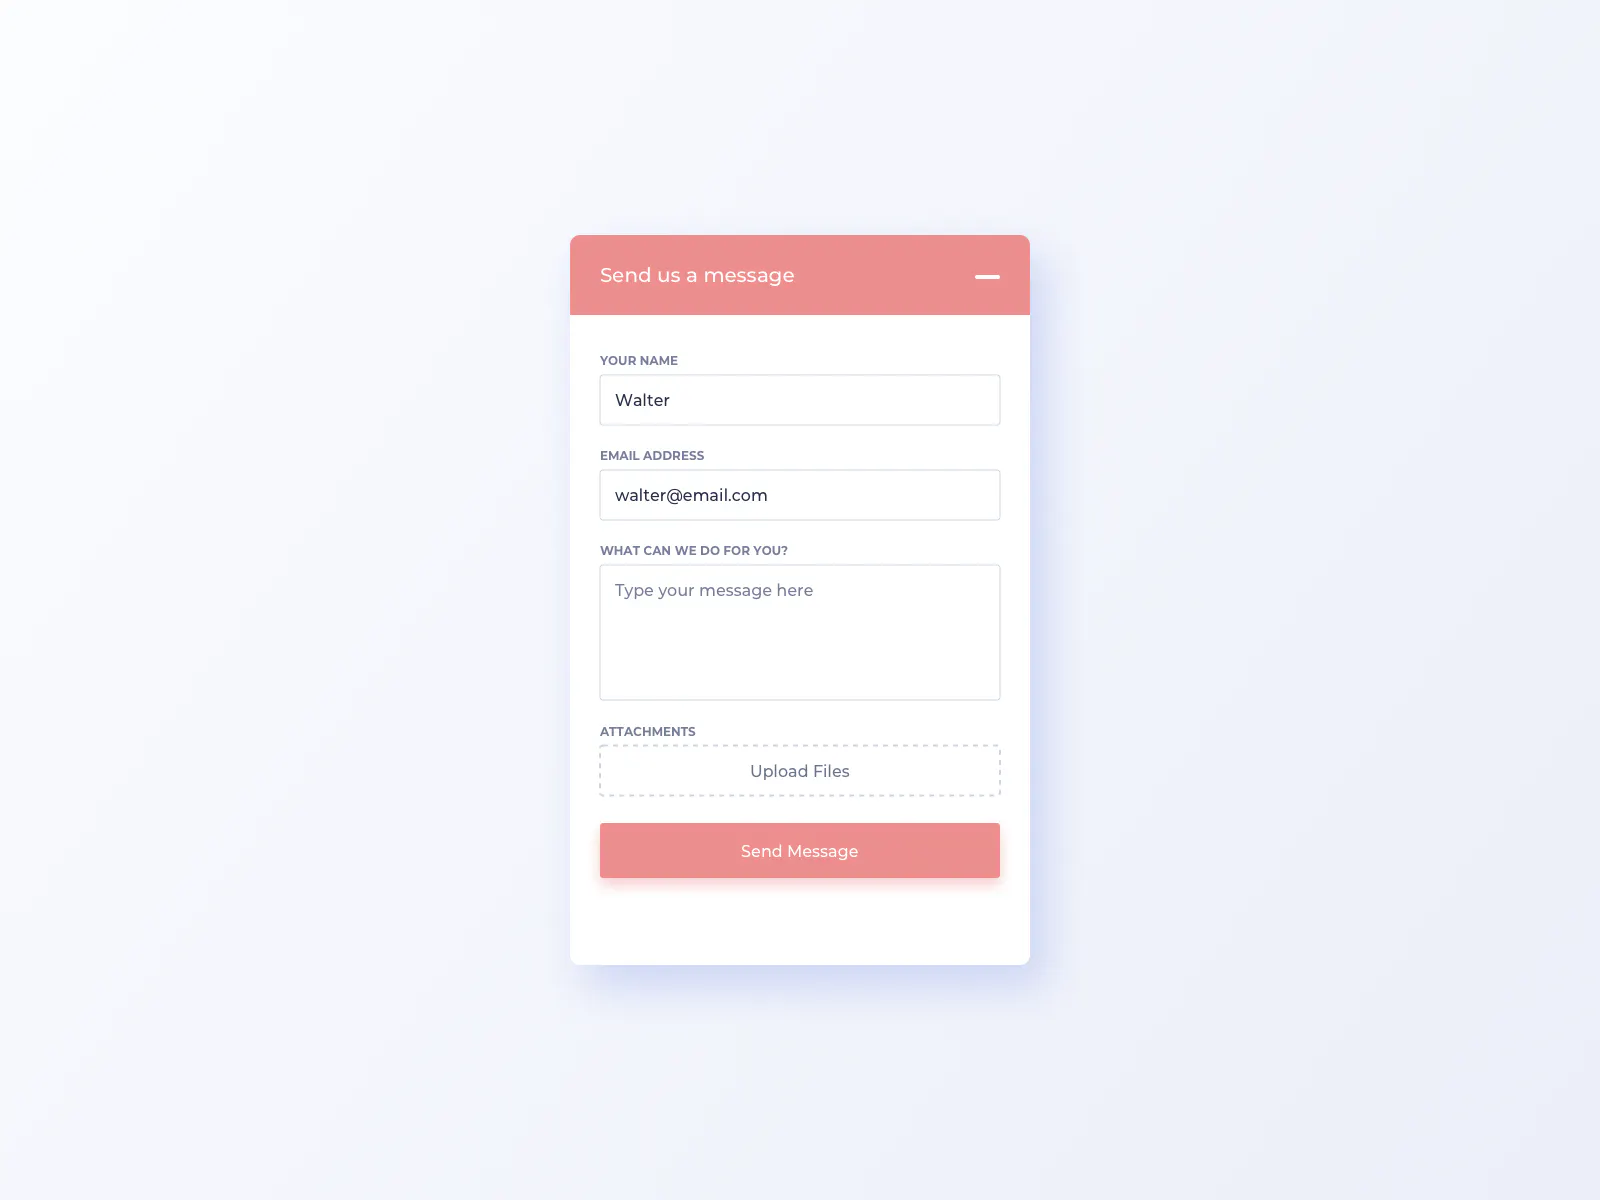 Send us a message
YOUR NAME
Walter
EMAIL ADDRESS
walter@email.com
WHAT CAN WE DO FOR YOU?
Type your message here
ATTACHMENTS
Upload Files
Send Message